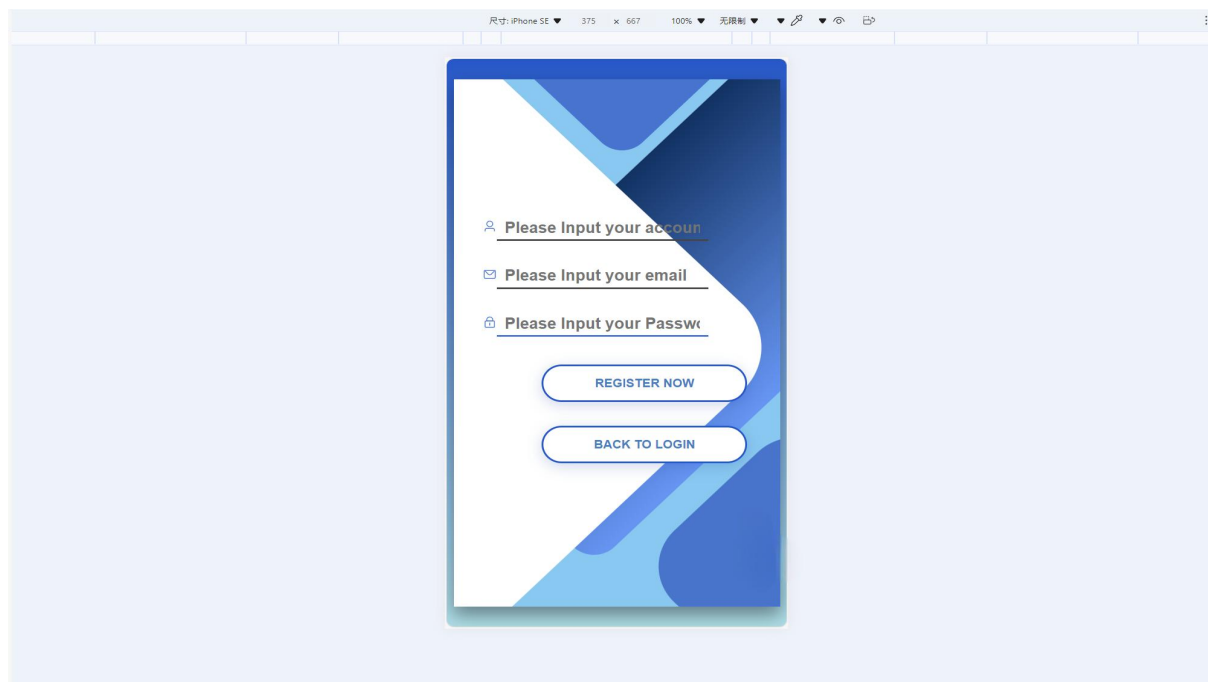 尺寸: iPhone SE ▼ 375 × 667 100% ▼ 无限制 ▼
Please Input your accoun
Please Input your email
Please Input your Passw
REGISTER NOW
BACK TO LOGIN